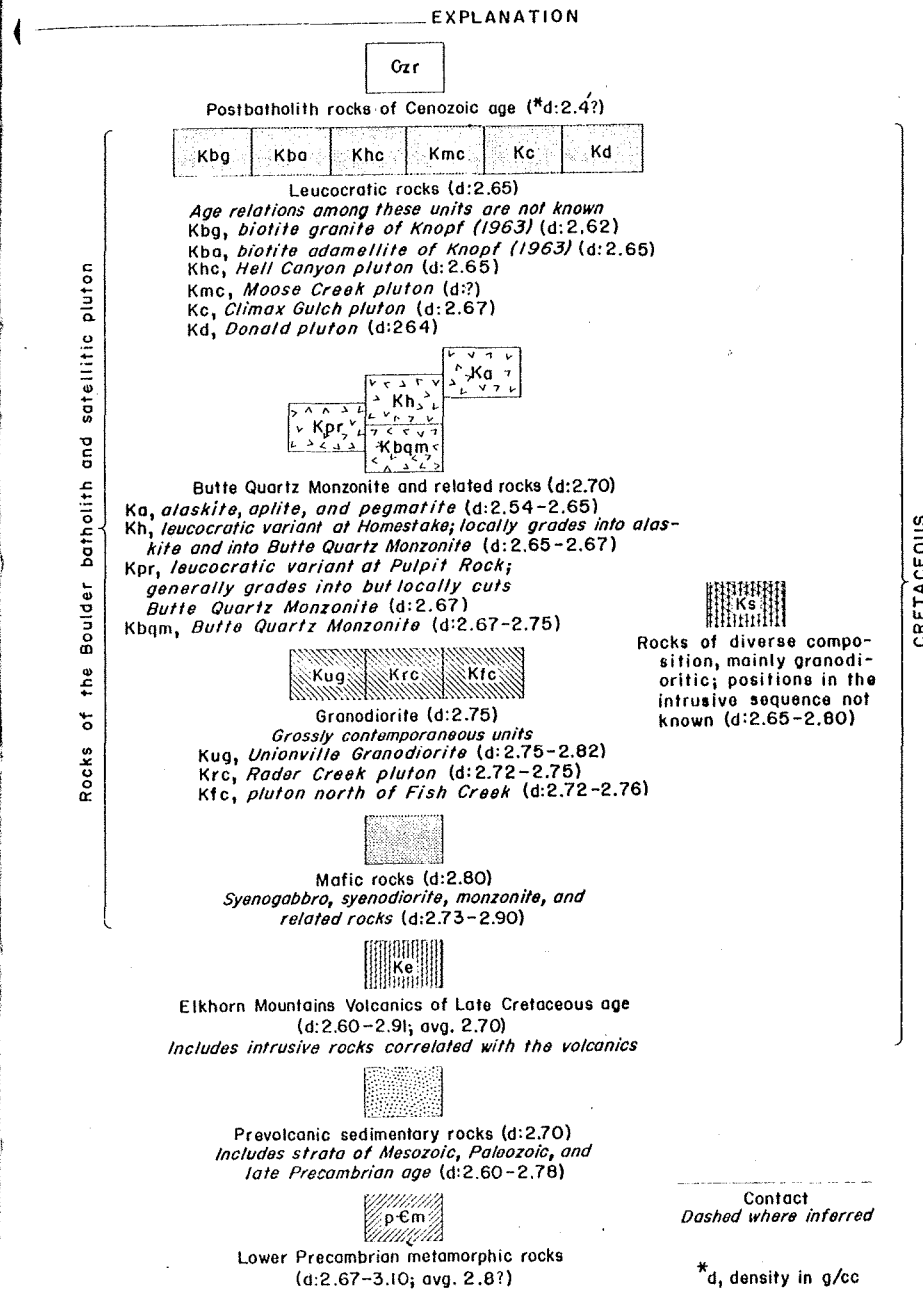 EXPLANATION
Czr
Postbatholith rocks of Cenozoic age (*d:2.4?)
Kbg Kba Khc Kmc Kc Kd
Leucocratic rocks (d:2.65)
Age relations among these units are not known
Kbg, biotite granite of Knopf (1963) (d:2.62)
Kba, biotite adamellite of Knopf (1963) (d:2.65)
Khc, Hell Canyon pluton (d:2.65)
Kmc, Moose Creek pluton (d:?)
Kc, Climax Gulch pluton (d:2.67)
Kd, Donald pluton (d:264)
Ka
Kh
Kpr
Kbqm
Butte Quartz Monzonite and related rocks (d:2.70)
Ka, alaskite, aplite, and pegmatite (d:2.54-2.65)
Kh, leucocratic variant at Homestake; locally grades into alas-
kite and into Butte Quartz Monzonite (d:2.65-2.67)
Kpr, leucocratic variant at Pulpit Rock;
generally grades into but locally cuts
Butte Quartz Monzonite (d:2.67)
Kbqm, Butte Quartz Monzonite (d:2.67-2.75)
Ks
Rocks of diverse compo-
sition, mainly granodi-
oritic; positions in the
intrusive sequence not
known (d:2.65-2.80)
Kug Krc Kfc
Granodiorite (d:2.75)
Grossly contemporaneous units
Kug, Unionville Granodiorite (d:2.75-2.82)
Krc, Rader Creek pluton (d:2.72-2.75)
Kfc, pluton north of Fish Creek (d:2.72-2.76)
Mafic rocks (d:2.80)
Syenogabbro, syenodiorite, monzonite, and
related rocks (d:2.73-2.90)
Rocks of the Boulder batholith and satellitic pluton
Ke
Elkhorn Mountains Volcanics of Late Cretaceous age
(d:2.60-2.91; avg. 2.70)
Includes intrusive rocks correlated with the volcanics
CRETACEOUS
Prevolcanic sedimentary rocks (d:2.70)
Includes strata of Mesozoic, Paleozoic, and
late Precambrian age (d:2.60-2.78)
p-Єm
Lower Precambrian metamorphic rocks
(d:2.67-3.10; avg. 2.8?)
Contact
Dashed where inferred
*d, density in g/cc